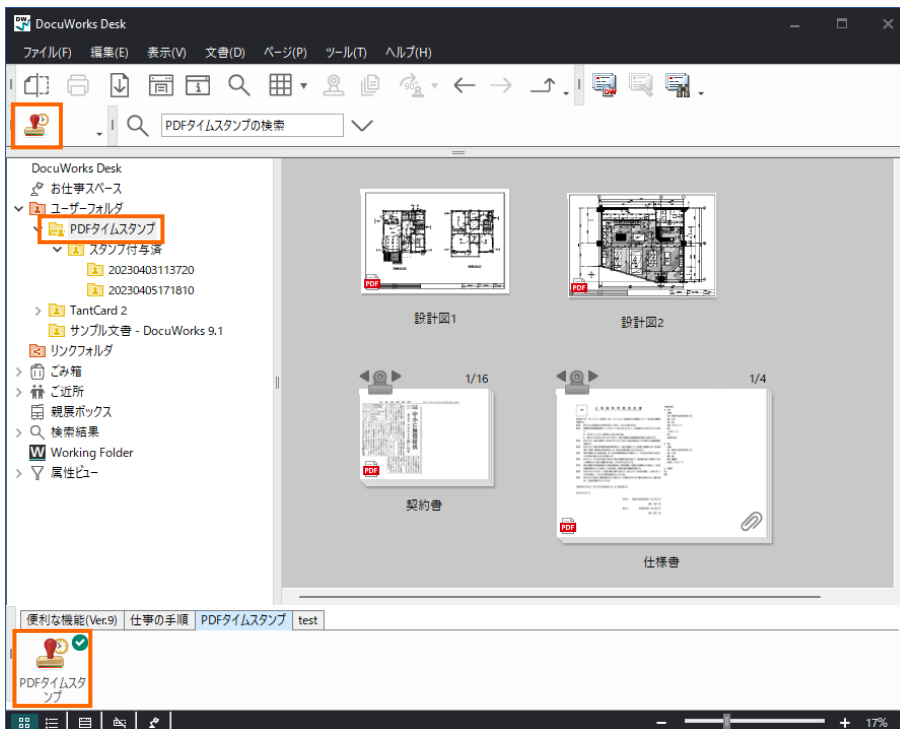 DocuWorks Desk
ファイル(F) 編集(E) 表示(V) 文書(D) ページ(P) ツール(T) ヘルプ(H)
PDFタイムスタンプの検索
DocuWorks Desk
お仕事スペース
ユーザーフォルダ
PDFタイムスタンプ
スタンプ付与済
20230403113720
20230405171810
TantCard 2
サンプル文書 - DocuWorks 9.1
リンクフォルダ
ごみ箱
ご近所
親展ボックス
検索結果
Working Folder
属性ビュー
PDF
設計図1
PDF
設計図2
1/16
PDF
契約書
1/4
PDF
仕様書
便利な機能(Ver.9) 仕事の手順 PDFタイムスタンプ test
PDFタイムスタ
ンプ
17%